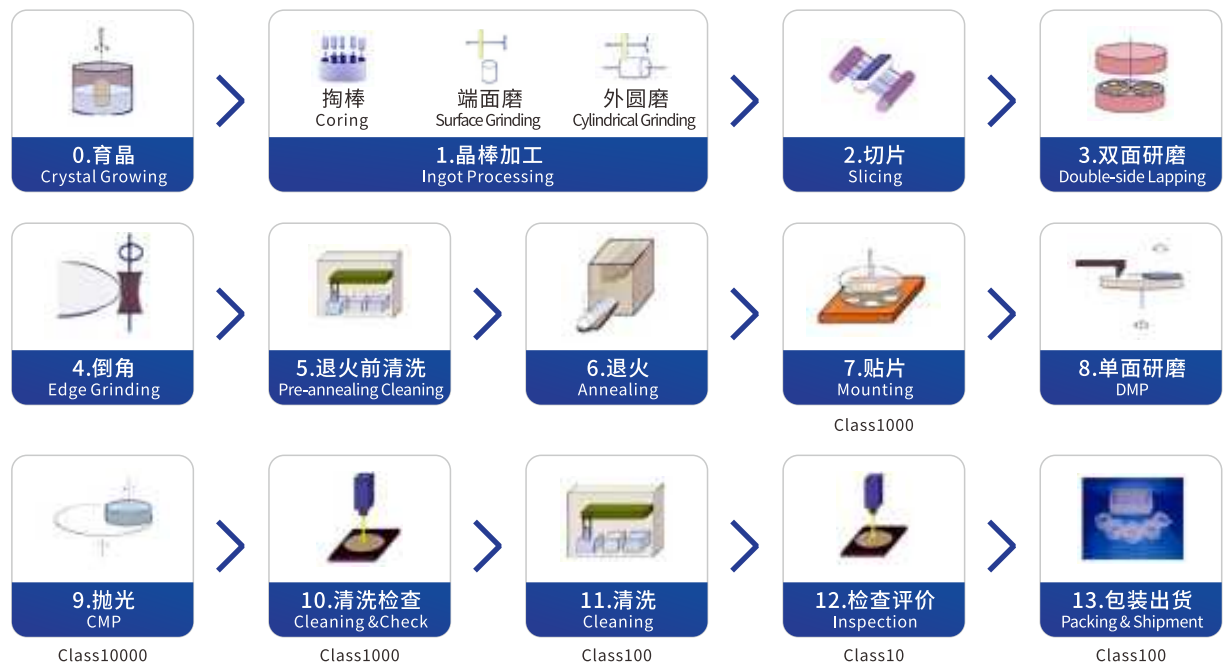 掏棒
Coring
端面磨
Surface Grinding
外圆磨
Cylindrical Grinding
0.育晶
Crystal Growing
1.晶棒加工
Ingot Processing
2.切片
Slicing
3.双面研磨
Double-side Lapping
4.倒角
Edge Grinding
5.退火前清洗
Pre-annealing Cleaning
6.退火
Annealing
7.贴片
Mounting
Class1000
8.单面研磨
DMP
9.抛光
CMP
Class10000
10.清洗检查
Cleaning &Check
Class1000
11.清洗
Cleaning
Class100
12.检查评价
Inspection
Class10
13.包装出货
Packing & Shipment
Class100